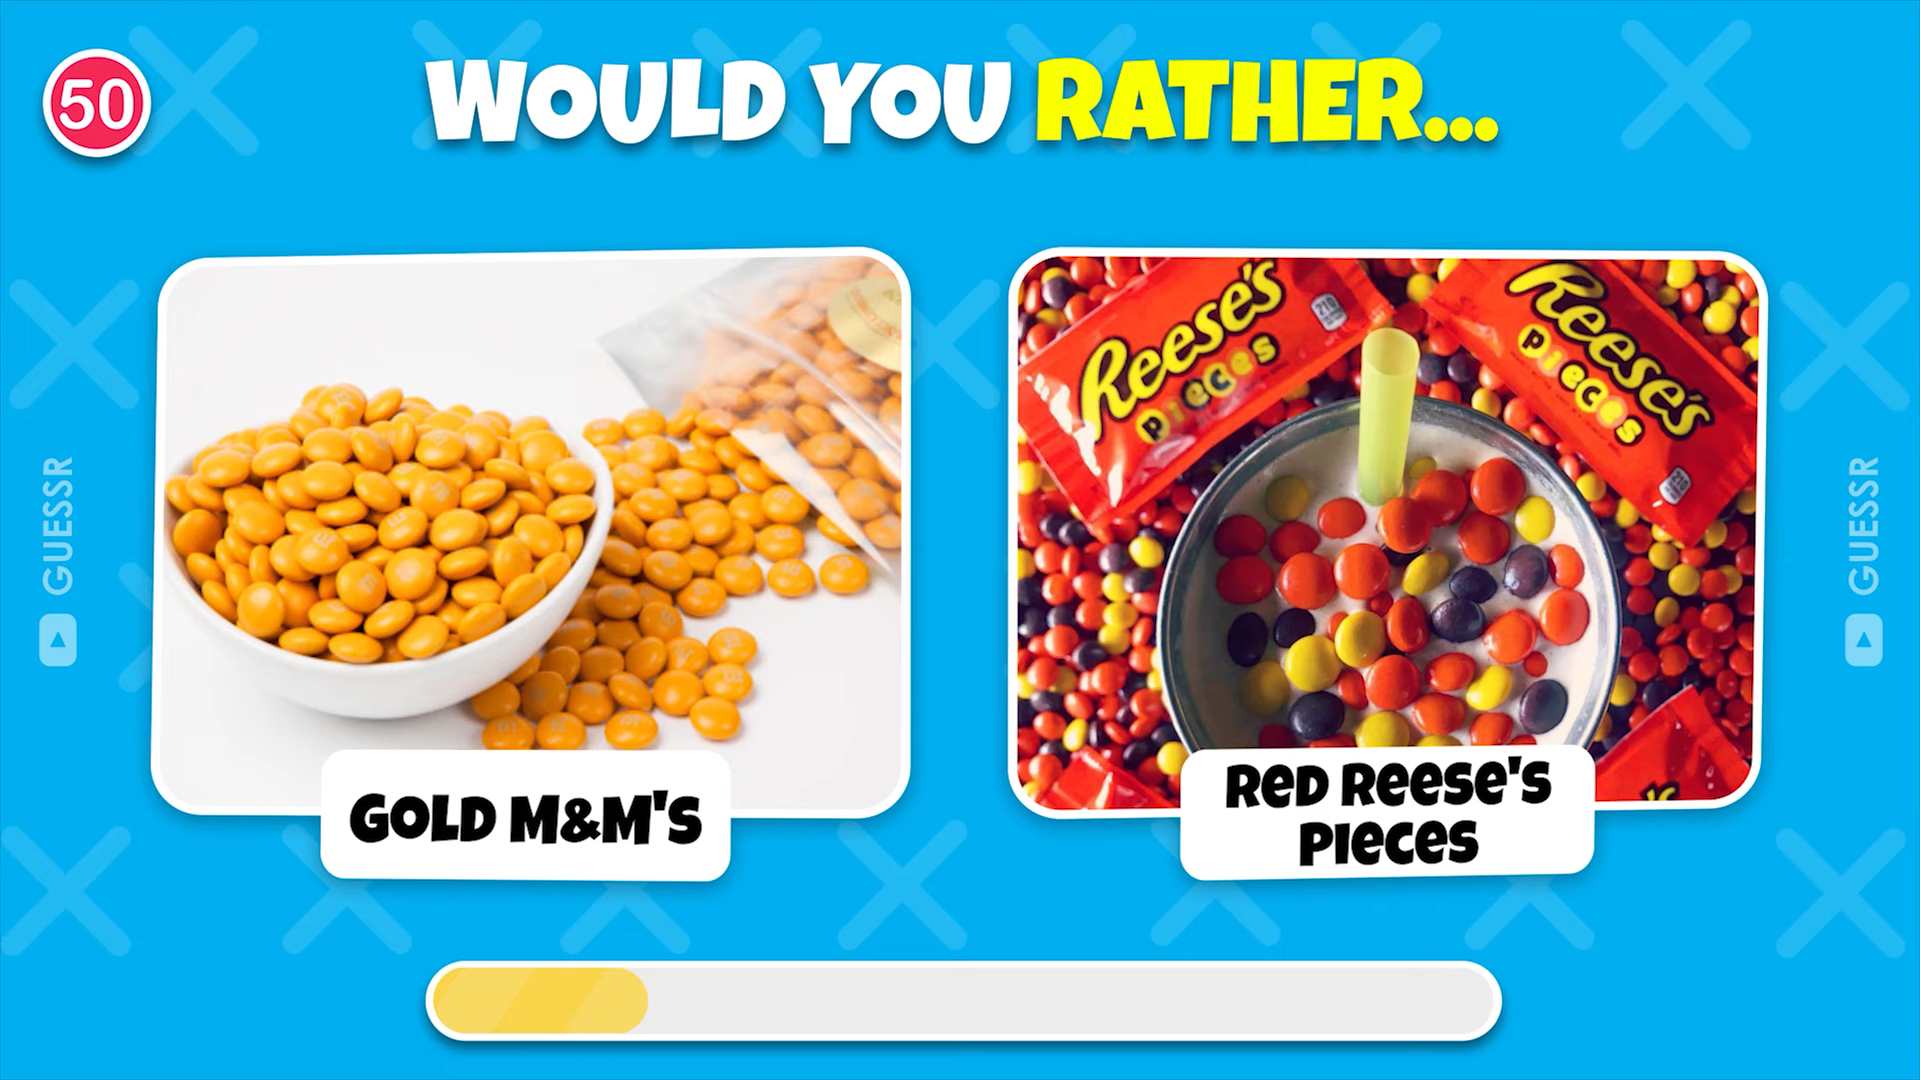 50
WOULD YOU RATHER...
REESE'S
PIECES
REESE'S
PIECES
GUESSR
GUESSR
GOLD M&M'S
RED REESE'S
PIECES